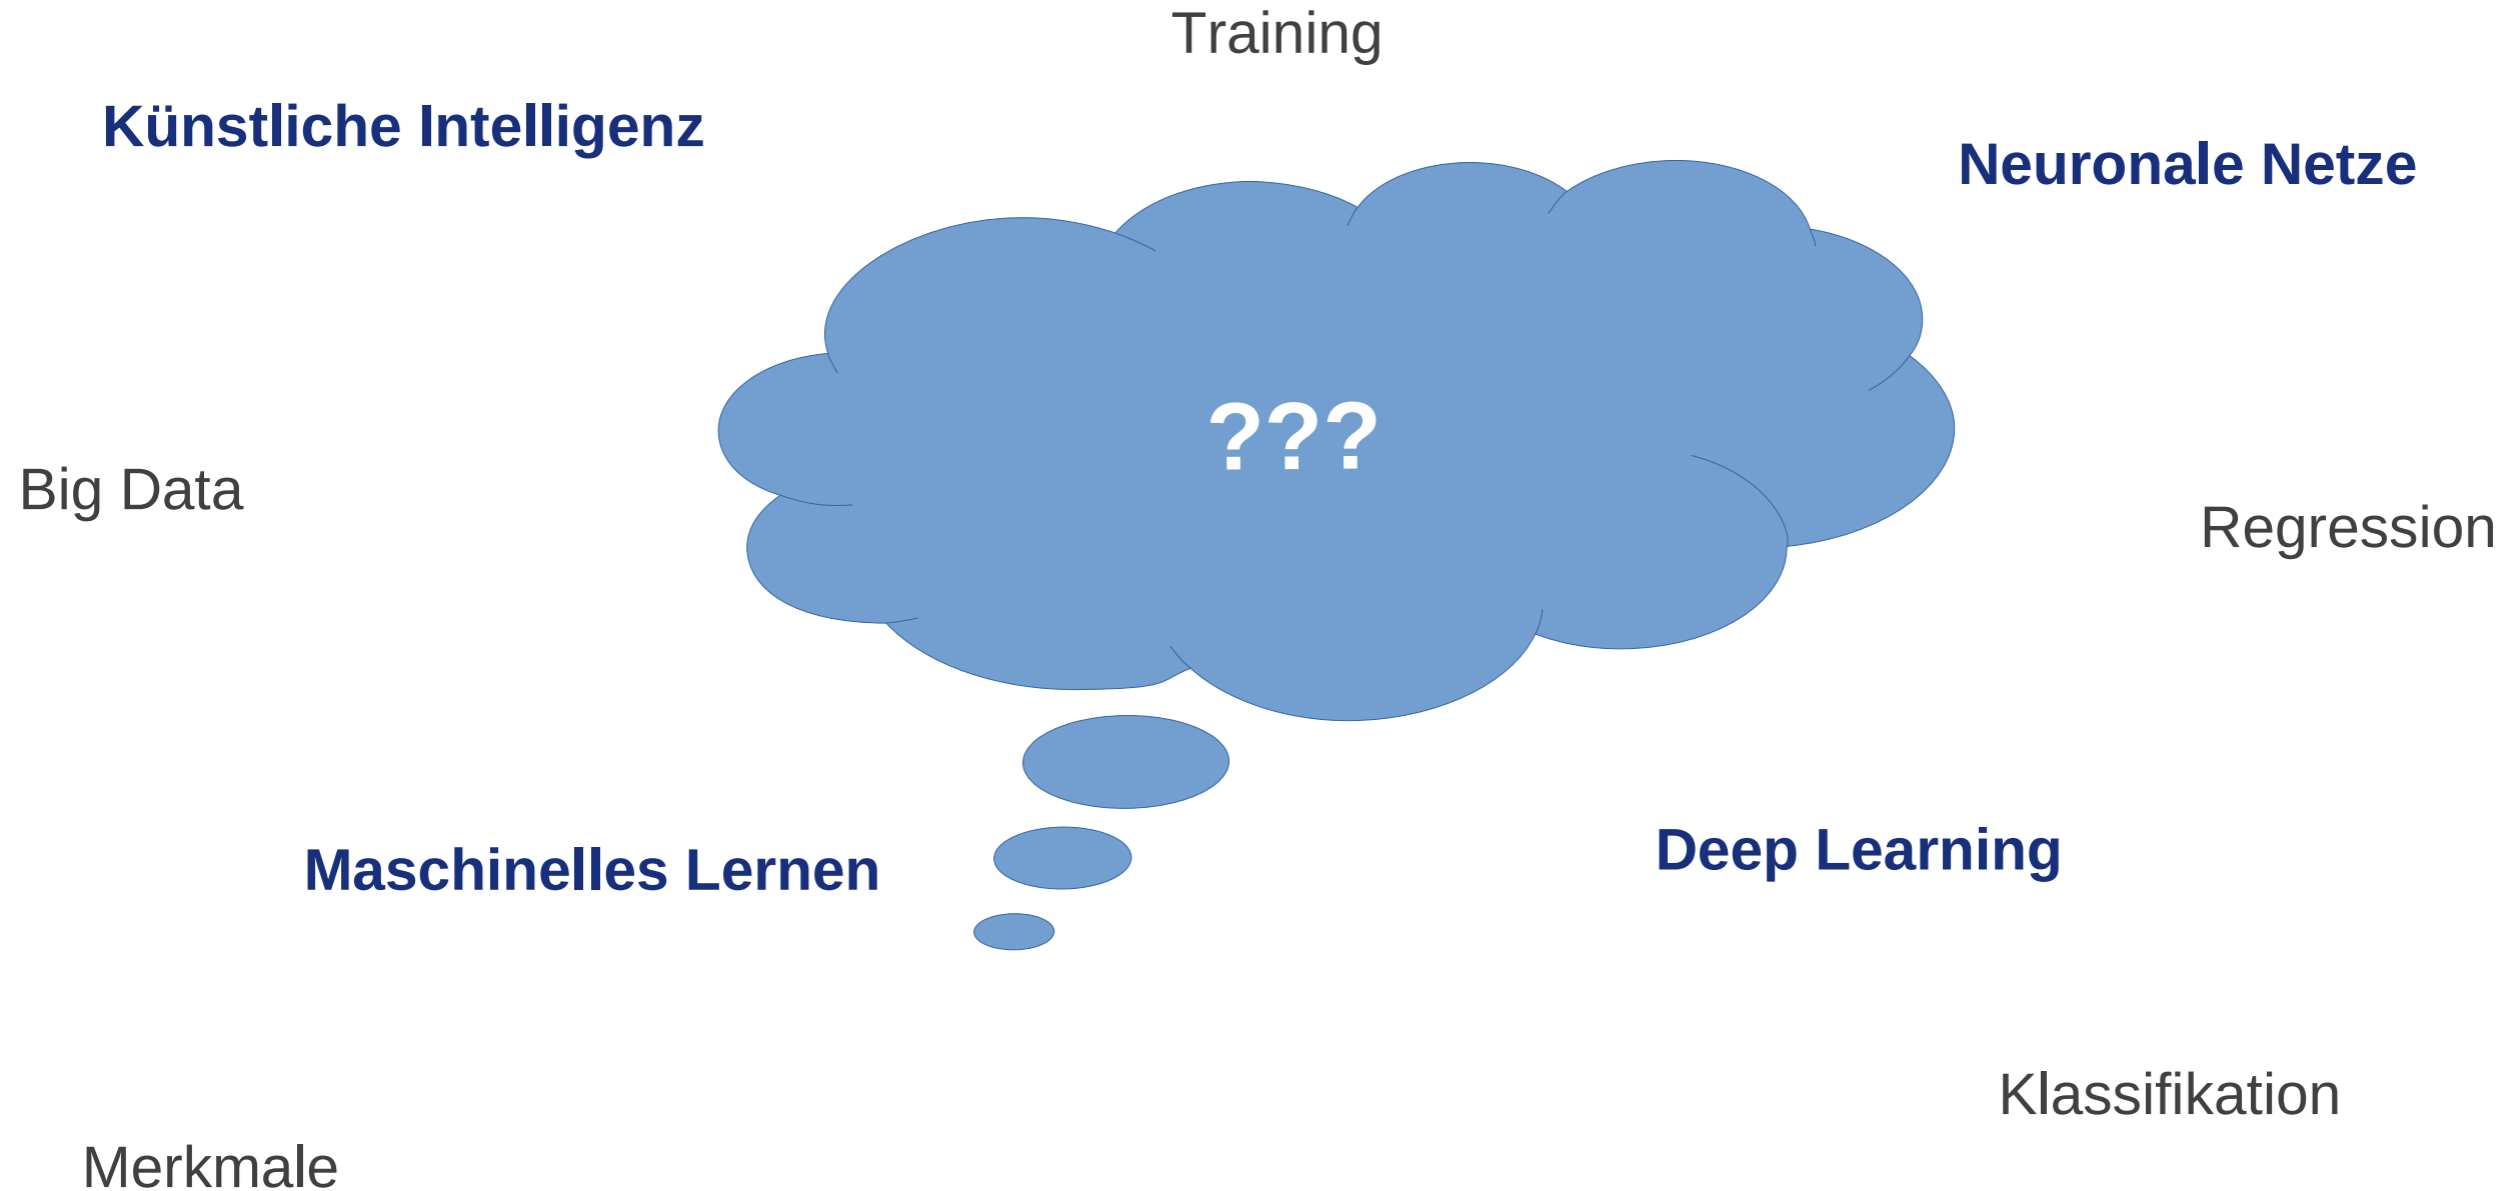 Training
Künstliche Intelligenz
Neuronale Netze
???
Big Data
Regression
Maschinelles Lernen
Deep Learning
Klassifikation
Merkmale